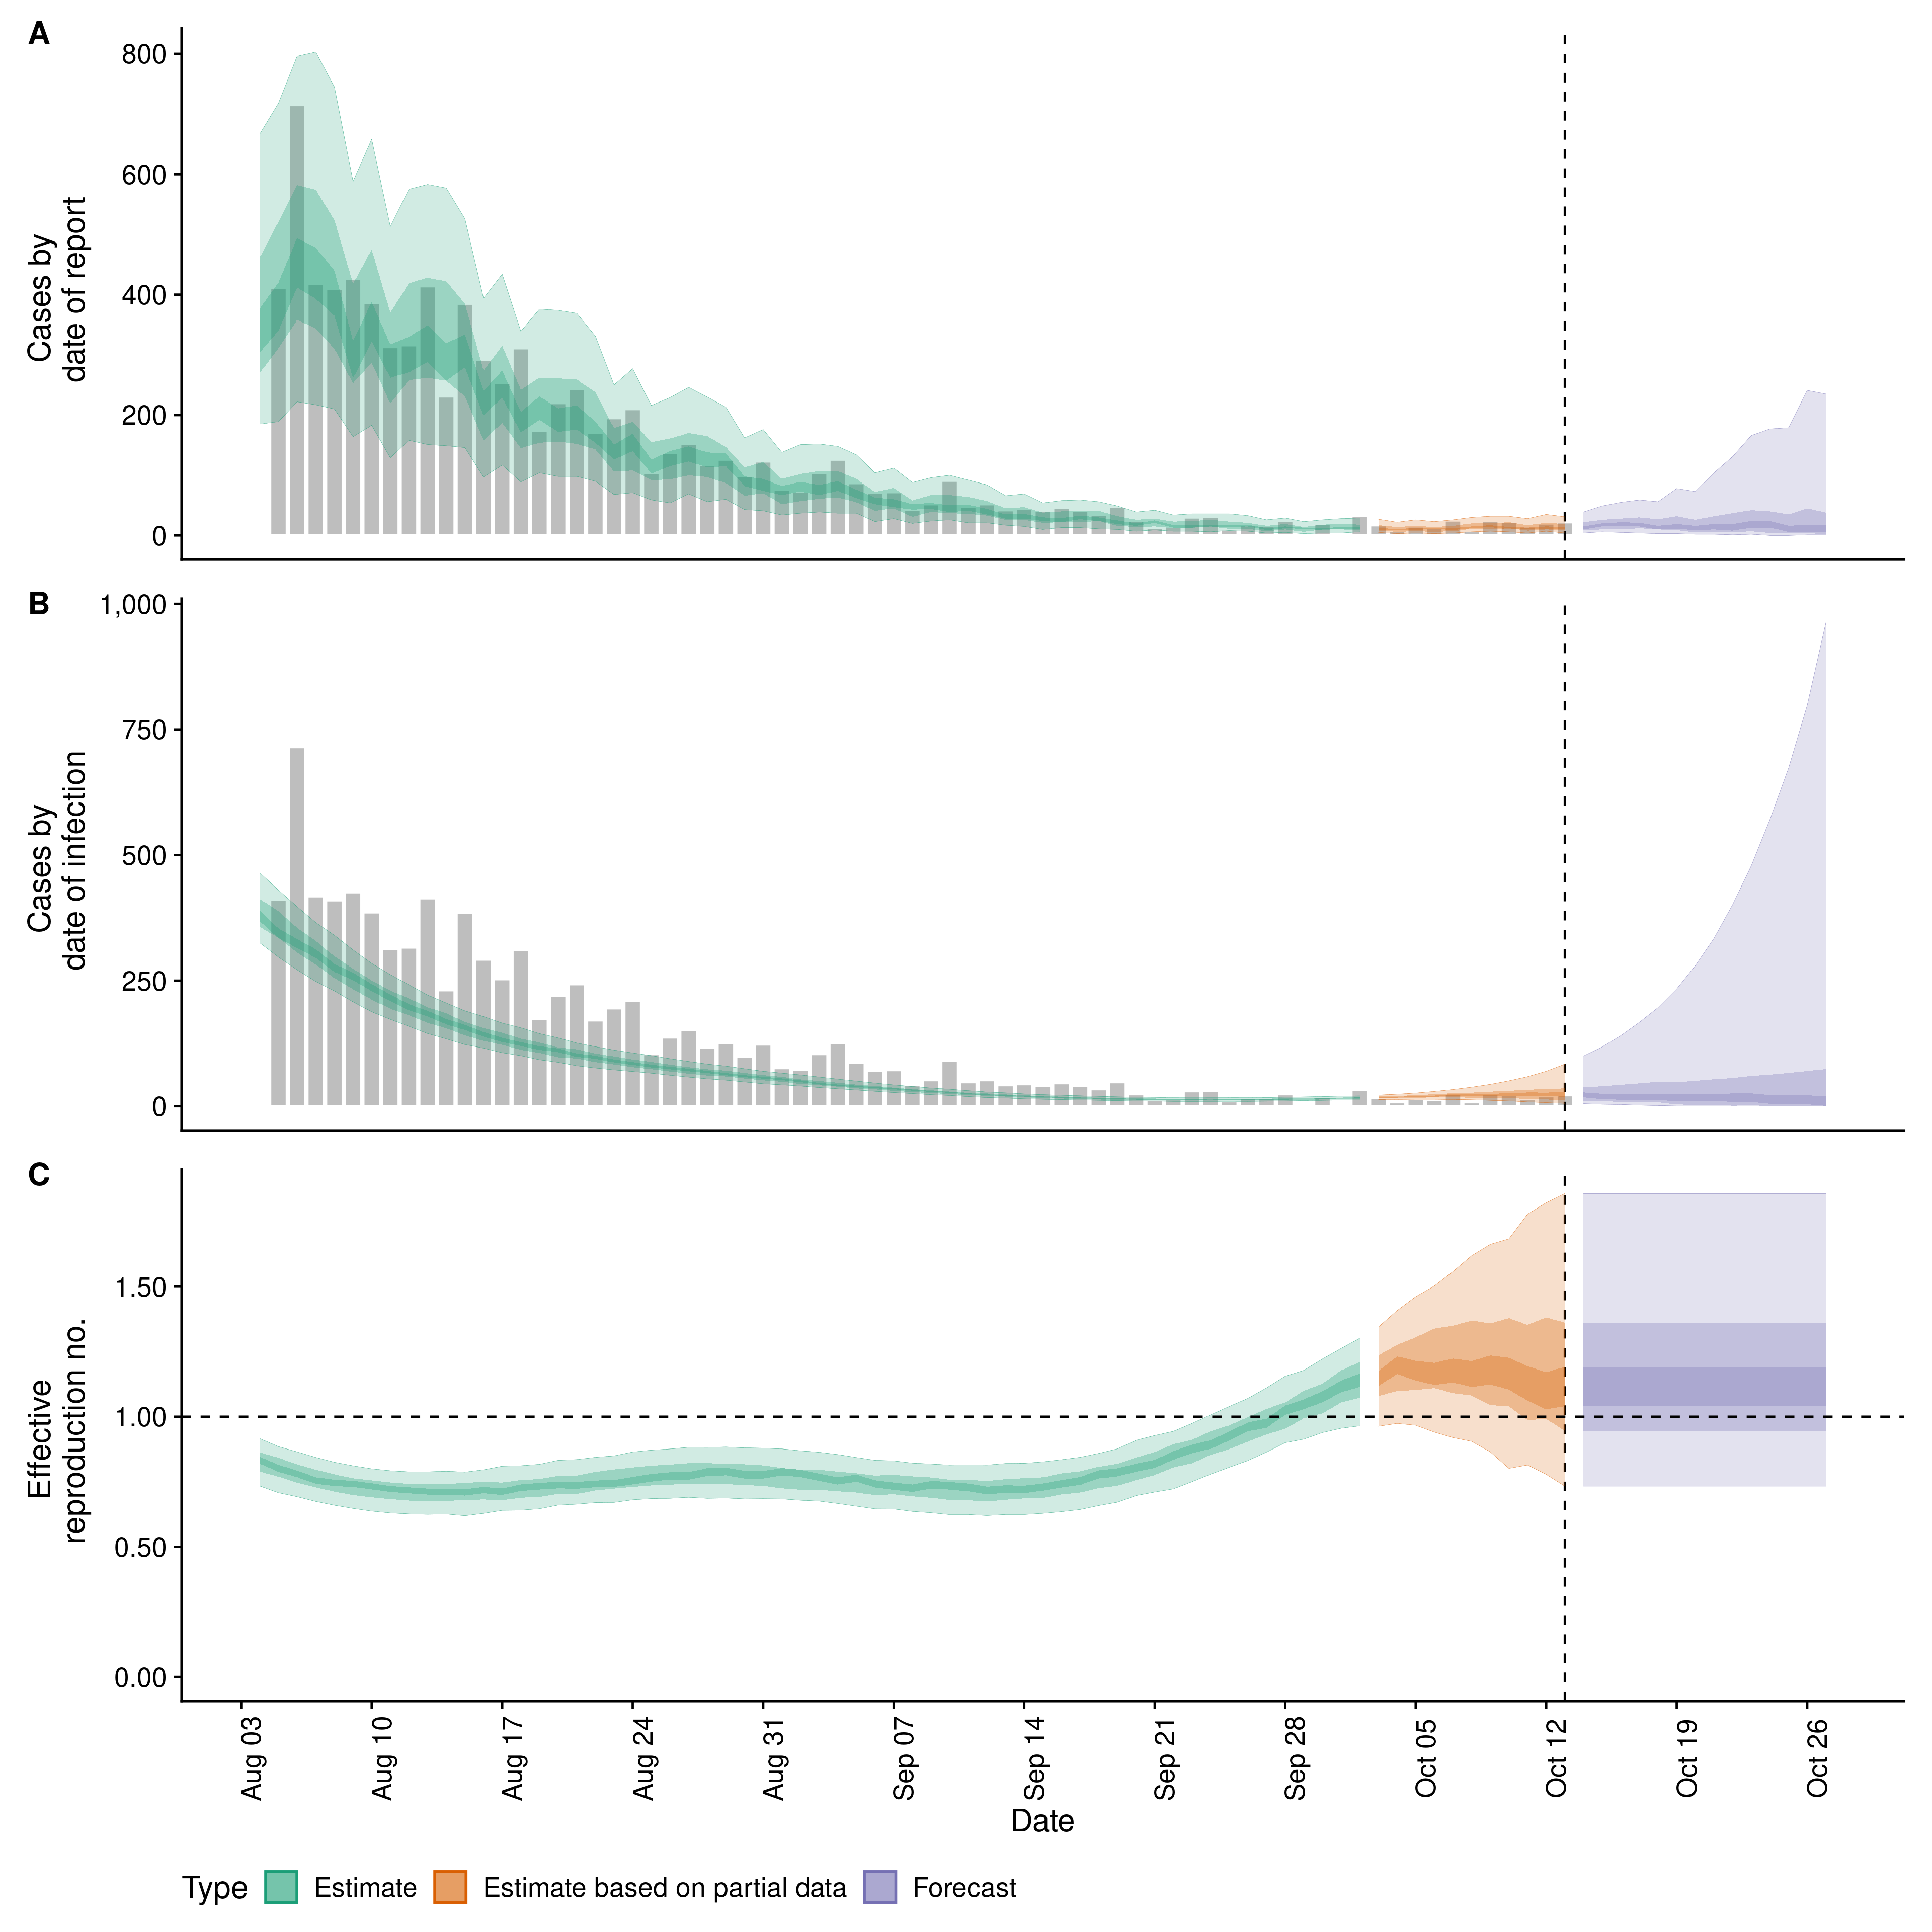 A
800
600
400
200
0
Cases by
date of report
B
1,000
750
500
250
0
Cases by
date of infection
C
1.50
1.00
0.50
0.00
Effective
reproduction no.
Aug 03
Aug 10
Aug 17
Aug 24
Aug 31
Sep 07
Sep 14
Sep 21
Sep 28
Oct 05
Oct 12
Oct 19
Oct 26
Date
Type Estimate Estimate based on partial data Forecast